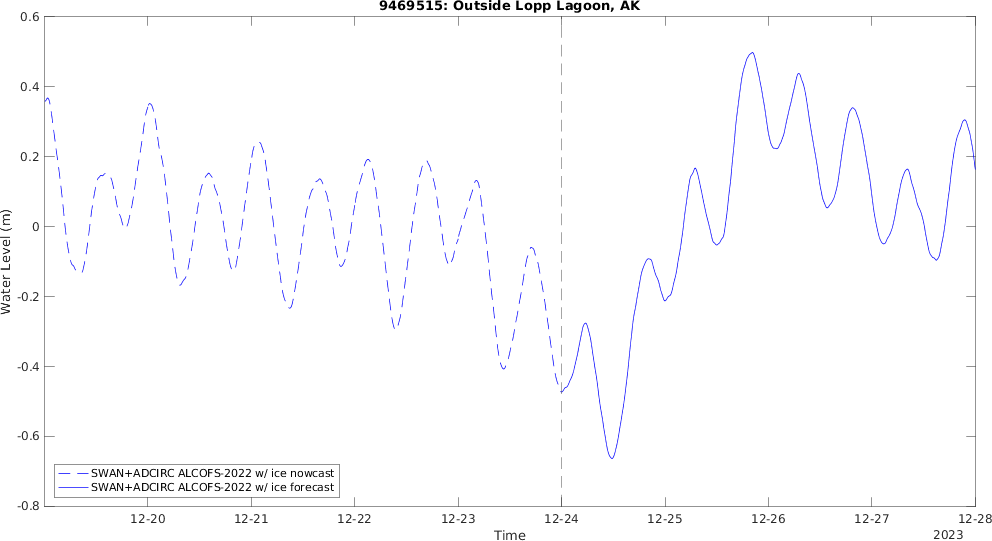 9469515: Outside Lopp Lagoon, AK
0.6
0.4
0.2
0
-0.2
-0.4
-0.6
-0.8
Water Level (m)
SWAN+ADCIRC ALCOFS-2022 w/ ice nowcast
SWAN+ADCIRC ALCOFS-2022 w/ ice forecast
12-20 12-21 12-22 12-23 12-24 12-25 12-26 12-27 12-28
Time
2023